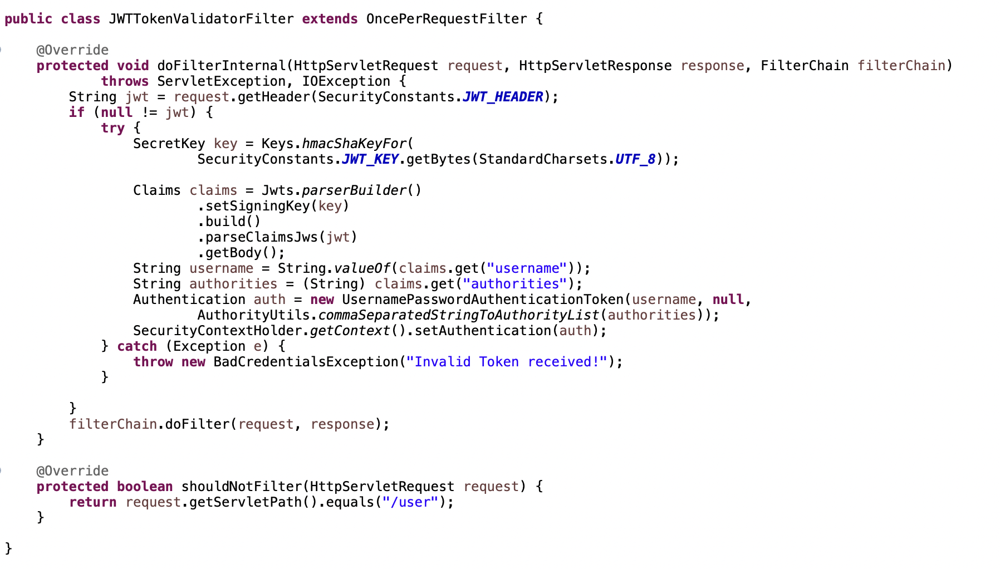 public class JWTTokenValidatorFilter extends OncePerRequestFilter {
@Override
protected void doFilterInternal(HttpServletRequest request, HttpServletResponse response, FilterChain filterChain)
throws ServletException, IOException {
String jwt = request.getHeader(SecurityConstants.JWT_HEADER);
if (null != jwt) {
try {
SecretKey key = Keys.hmacShaKeyFor(
SecurityConstants.JWT_KEY.getBytes(StandardCharsets.UTF_8));
Claims claims = Jwts.parserBuilder()
.setSigningKey(key)
.build()
.parseClaimsJws(jwt)
.getBody();
String username = String.valueOf(claims.get("username"));
String authorities = (String) claims.get("authorities");
Authentication auth = new UsernamePasswordAuthenticationToken(username, null,
AuthorityUtils.commaSeparatedStringToAuthorityList(authorities));
SecurityContextHolder.getContext().setAuthentication(auth);
} catch (Exception e) {
throw new BadCredentialsException("Invalid Token received!");
}
}
filterChain.doFilter(request, response);
}
@Override
protected boolean shouldNotFilter(HttpServletRequest request) {
return request.getServletPath().equals("/user");
}
}